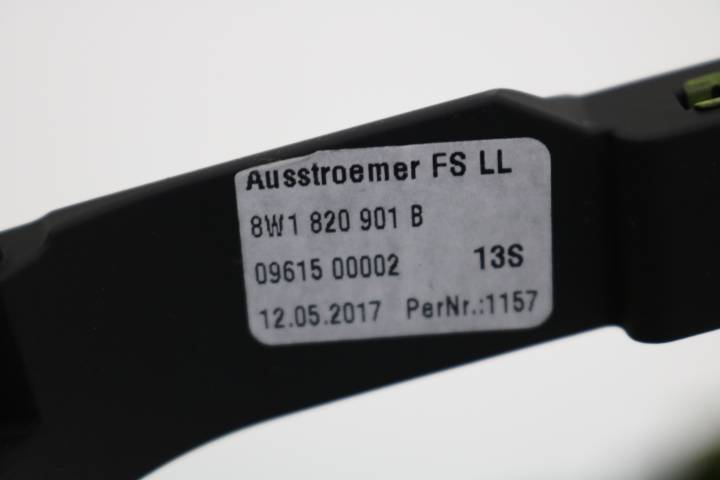 Ausstroemer FS LL
8W1 820 901 B
09615 00002 13S
12.05.2017 PerNr.:1157